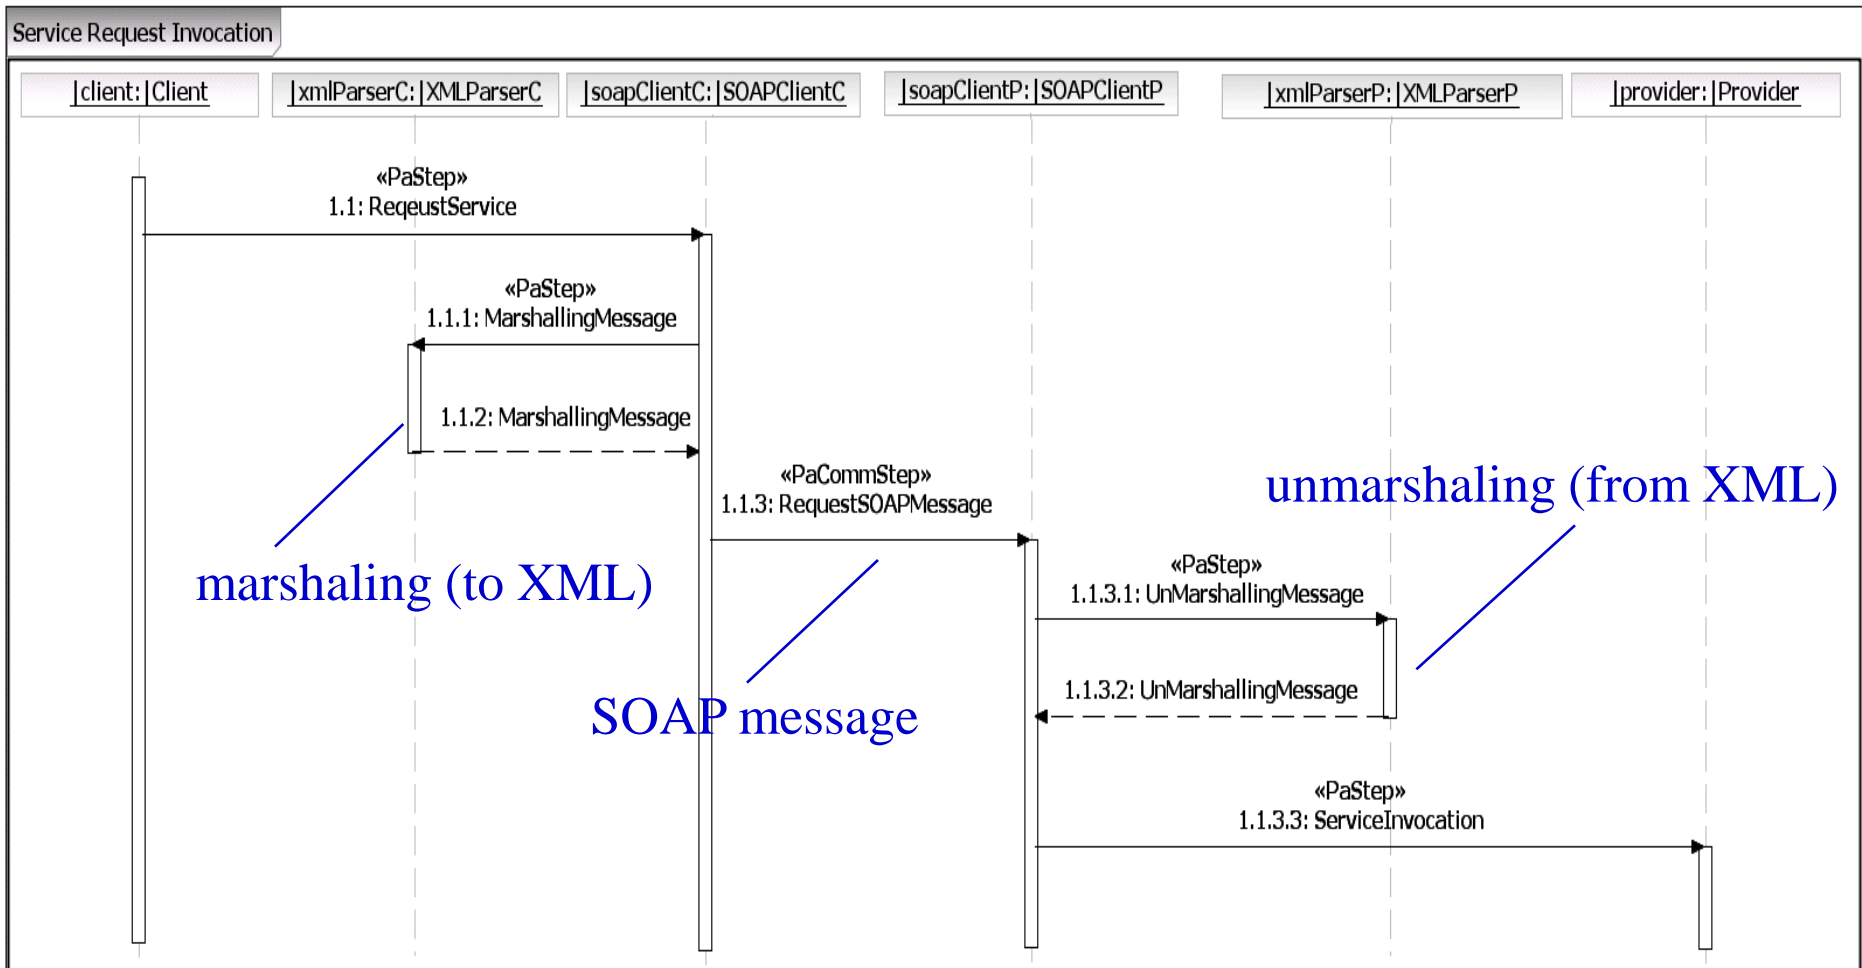 Service Request Invocation
|client:|Client
|xmlParserC:|XMLParserC
|soapClientC:|SOAPClientC
|soapClientP:|SOAPClientP
|xmlParserP:|XMLParserP
|provider:|Provider
«PaStep»
1.1: ReqeustService
«PaStep»
1.1.1: MarshallingMessage
1.1.2: MarshallingMessage
«PaCommStep»
1.1.3: RequestSOAPMessage
unmarshaling (from XML)
marshaling (to XML)
«PaStep»
1.1.3.1: UnMarshallingMessage
1.1.3.2: UnMarshallingMessage
SOAP message
«PaStep»
1.1.3.3: ServiceInvocation